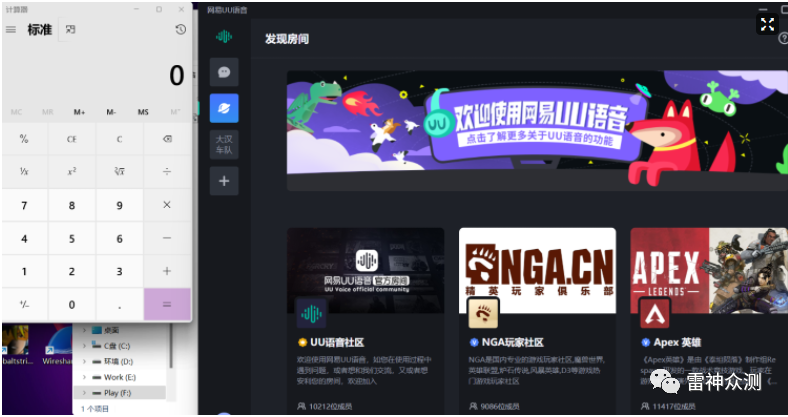 计算器
标准
0
MC MR M+ M- MS M˅
% CE C
⅟x x² ²√x ÷
7 8 9 ×
4 5 6 −
1 2 3 +
+/− 0 . =
桌面
C盘 (C:)
环境 (D:)
Work (E:)
Play (F:)
1 个项目
baltstri...
Wireshar
网易UU语音
大汉
车队
发现房间
欢迎使用网易UU语音
点击了解更多关于UU语音的功能
网易UU语音 官方房间
UU Voice official community
UU语音社区
欢迎使用网易UU语音, 如您在使用过程中
遇到问题, 或者想和我们交流, 又或者想
安利您的房间, 欢迎加入
10212位成员
NGA.CN
精英玩家俱乐部
NGA玩家社区
NGA是国内专业的游戏玩家社区,魔兽世界,
英雄联盟,炉石传说,风暴英雄,D3等游戏热
门游戏玩家社区
9086位成员
APEX
LEGENDS
Apex 英雄
《Apex英雄》是由《泰坦陨落》制作组Re
11417位成员
雷神众测